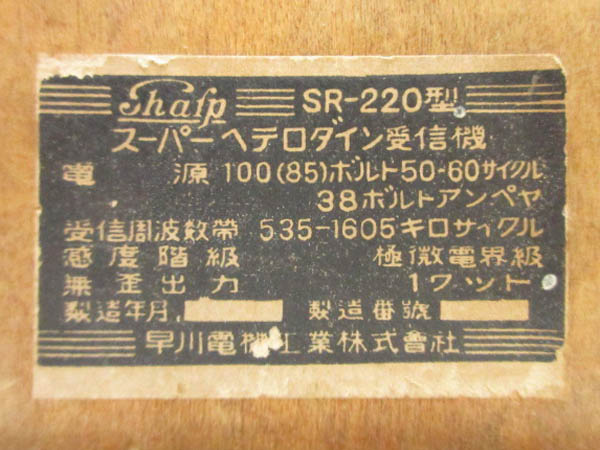 Sharp SR-220型
スーパーヘテロダイン受信機
電源 100(85)ボルト50-60サイクル
38ボルトアンペヤ
受信周波数帯 535-1605キロサイクル
感度階級 極微電界級
無歪出力 1ワット
製造年月 製造番號
早川電機工業株式會社